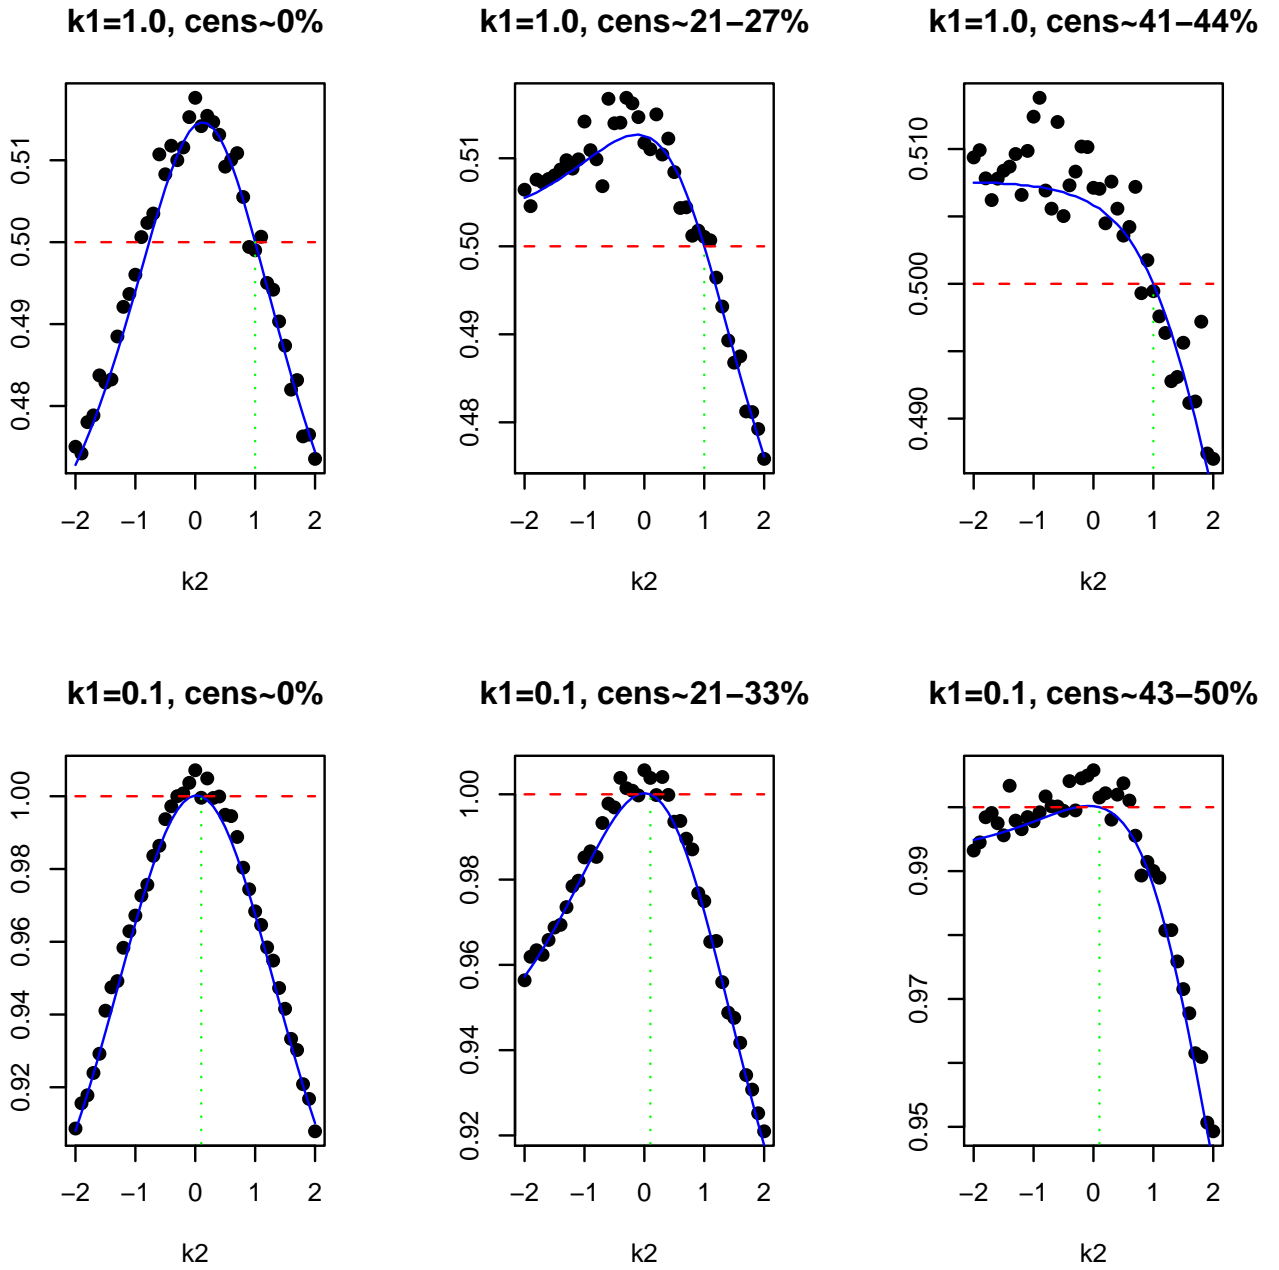 k1=1.0, cens~0%
k1=1.0, cens~21−27%
k1=1.0, cens~41−44%
0.51
0.50
0.49
0.48
−2 −1 0 1 2
k2
0.51
0.50
0.49
0.48
−2 −1 0 1 2
k2
0.510
0.500
0.490
−2 −1 0 1 2
k2
k1=0.1, cens~0%
k1=0.1, cens~21−33%
k1=0.1, cens~43−50%
1.00
0.98
0.96
0.94
0.92
−2 −1 0 1 2
k2
1.00
0.98
0.96
0.94
0.92
−2 −1 0 1 2
k2
0.99
0.97
0.95
−2 −1 0 1 2
k2